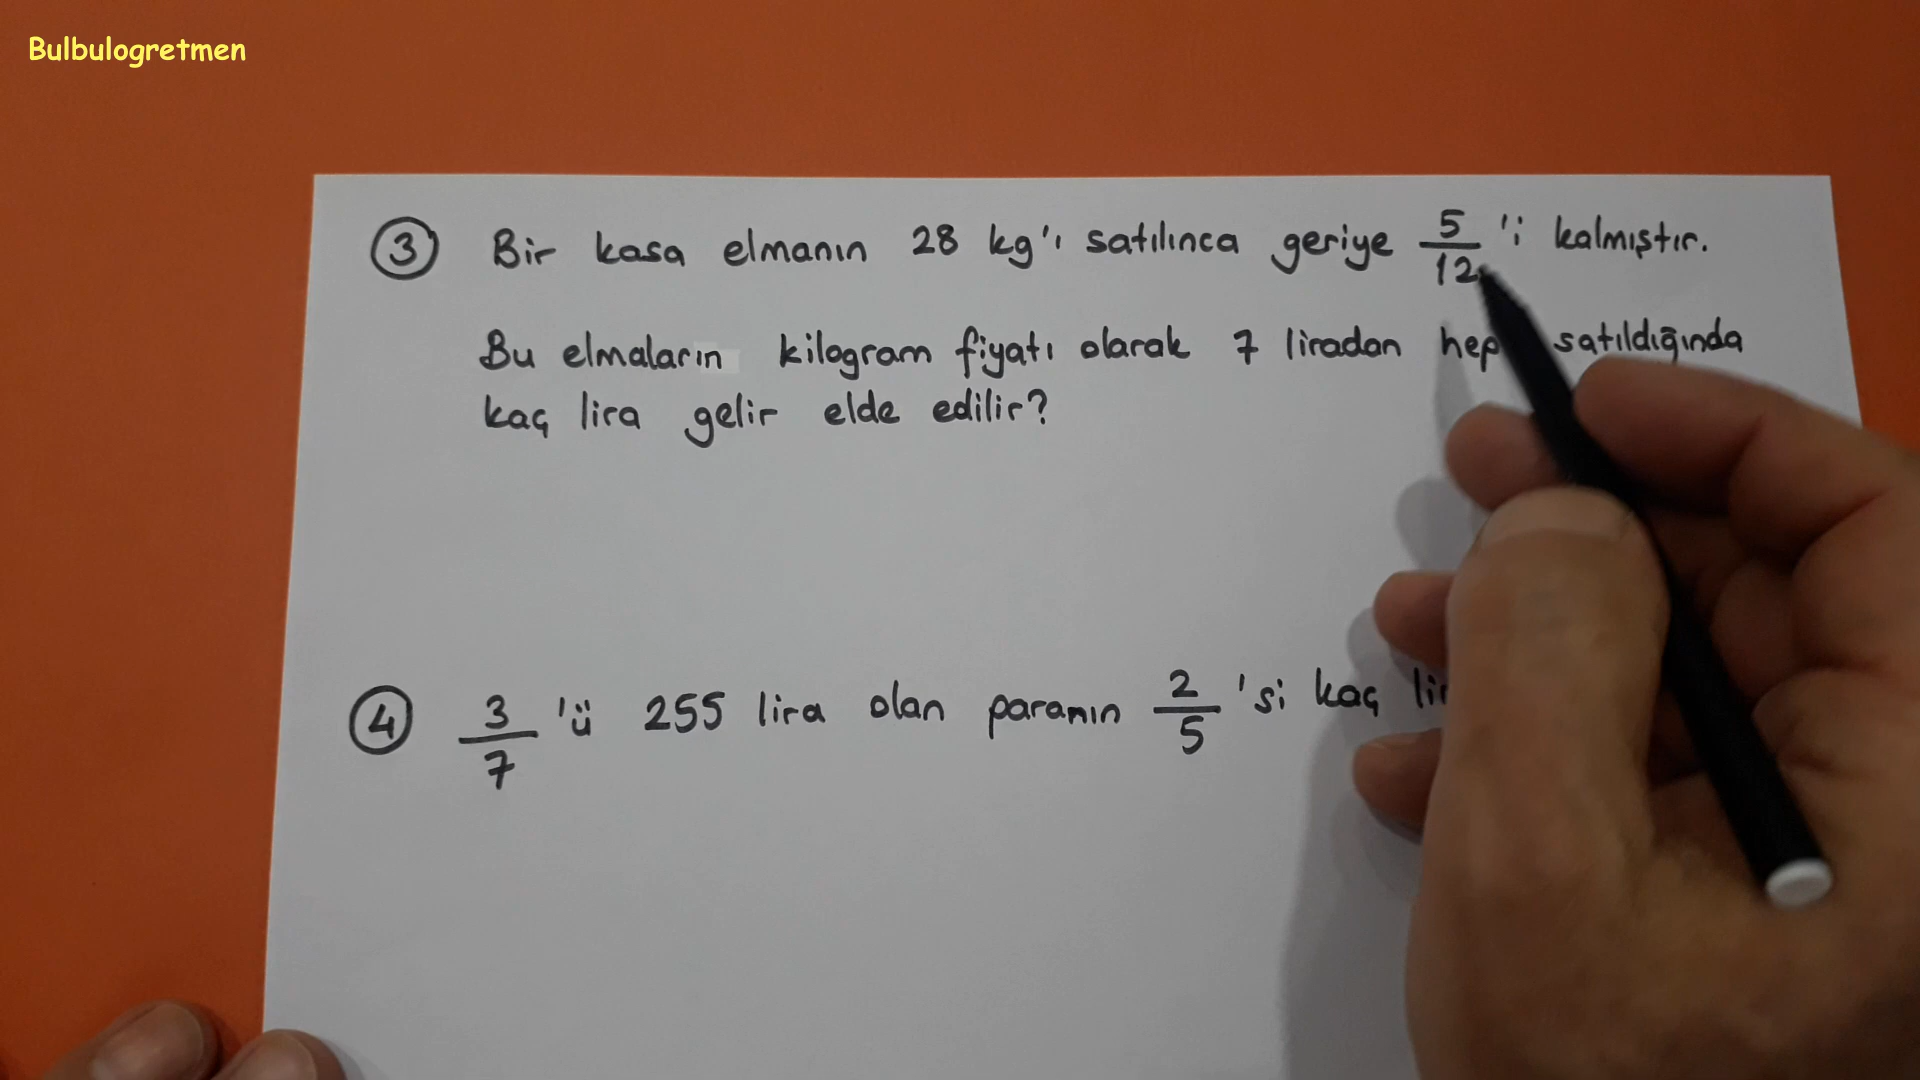 Bulbulogretmen
3 Bir kasa elmanın 28 kg'ı satılınca geriye 5/12 'i kalmıştır.
Bu elmaların kilogram fiyatı olarak 7 liradan satıldığında
kaç lira gelir elde edilir?
4 3/7 'ü 255 lira olan paranın 2/5 'si kaç